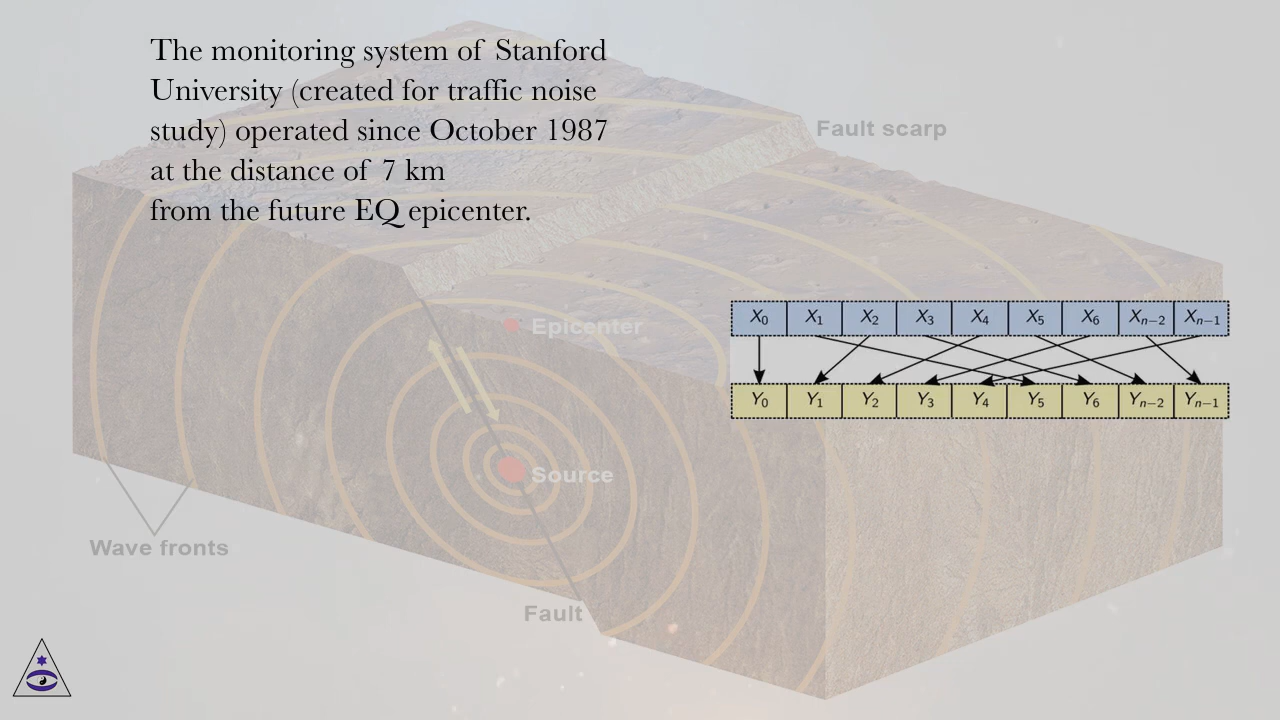 The monitoring system of Stanford
University (created for traffic noise
study) operated since October 1987
at the distance of 7 km
from the future EQ epicenter.
Fault scarp
Epicenter
X0 X1 X2 X3 X4 X5 X6 Xn−2 Xn−1
Y0 Y1 Y2 Y3 Y4 Y5 Y6 Yn−2 Yn−1
Source
Wave fronts
Fault